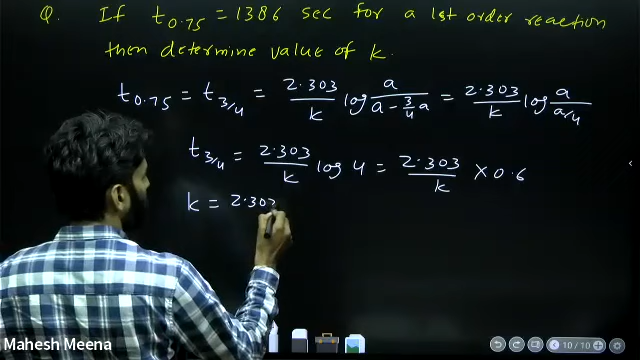 Q. If t0.75 = 1386 sec for a 1st order reaction
then determine value of k.
t0.75 = t3/4 = 2.303/k log a/(a - 3/4 a) = 2.303/k log a/(a/4)
t3/4 = 2.303/k log 4 = 2.303/k × 0.6
k = 2.303
Mahesh Meena
10 / 10